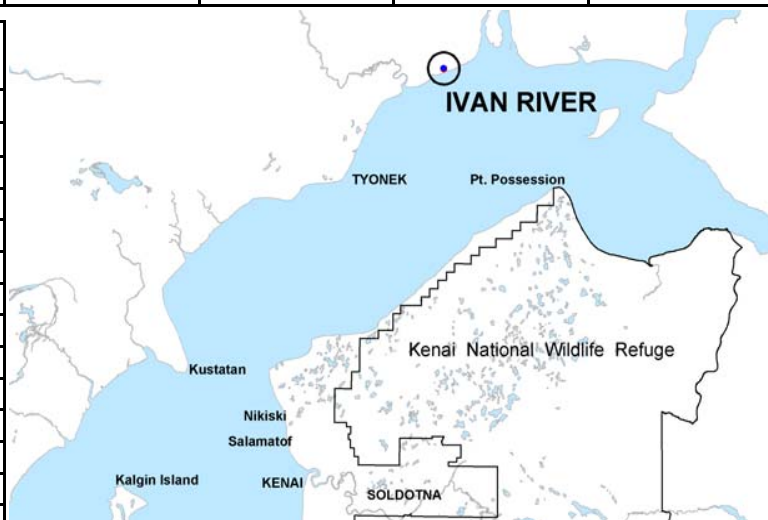 IVAN RIVER
TYONEK
Pt. Possession
Kenai National Wildlife Refuge
Kustatan
Nikiski
Salamatof
Kalgin Island
KENAI
SOLDOTNA